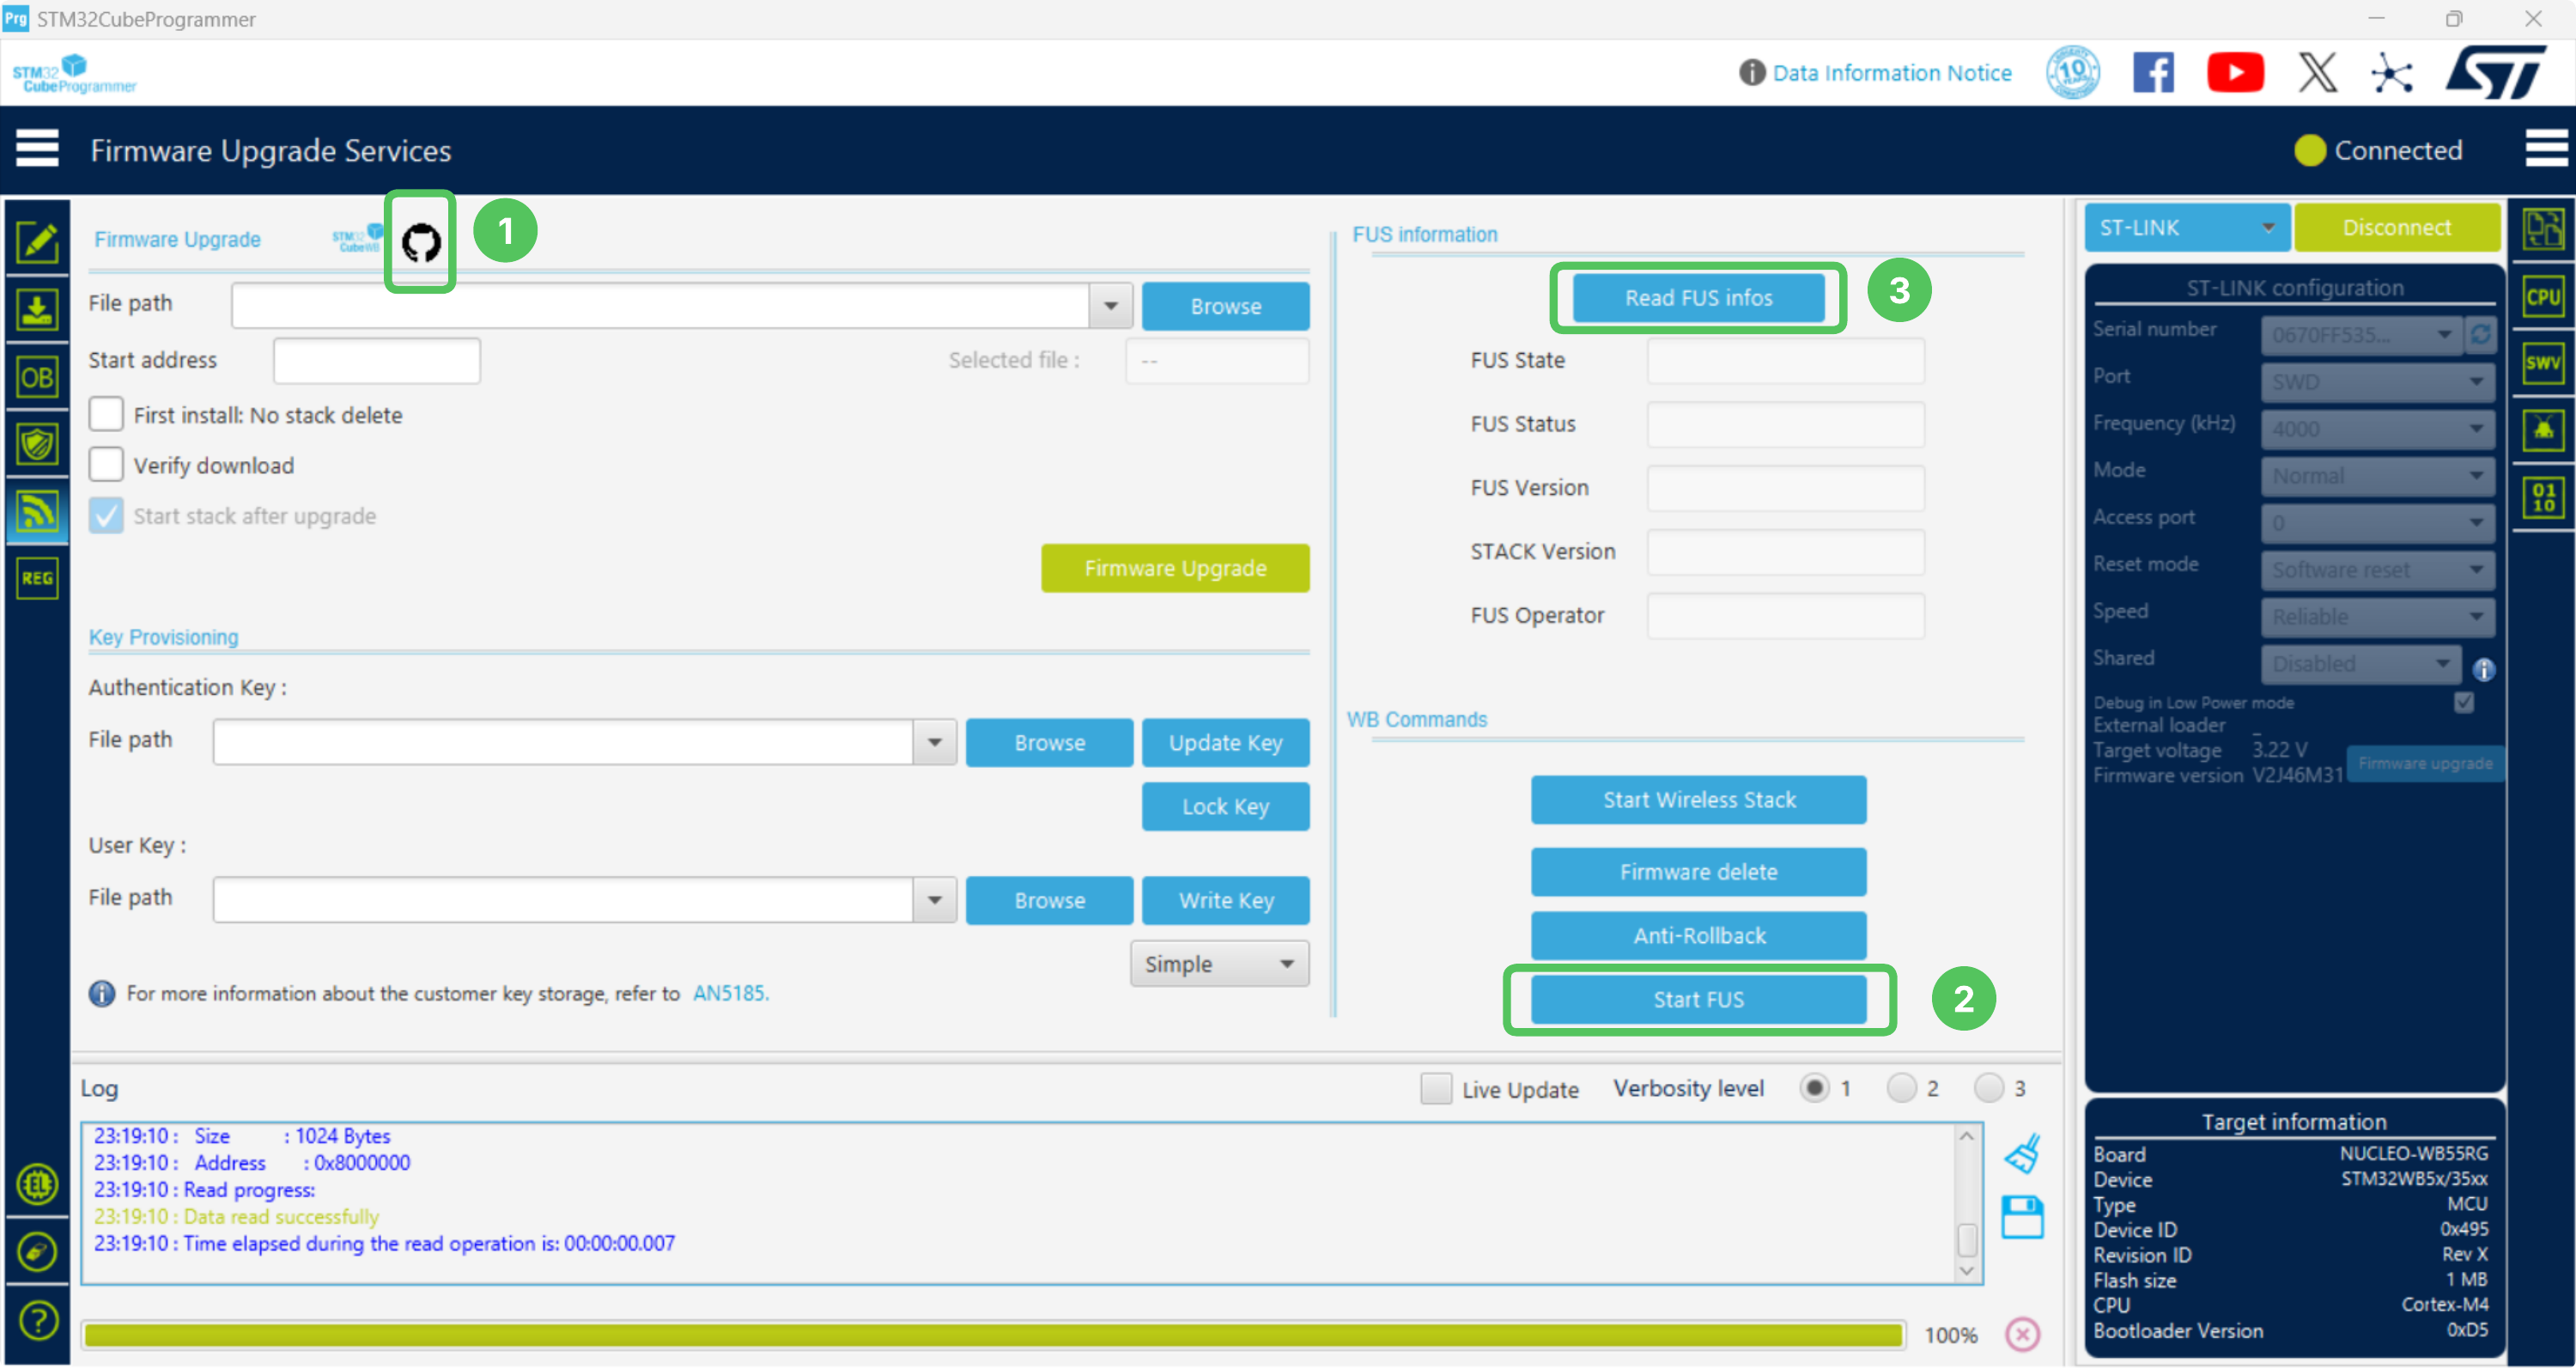 Prg STM32CubeProgrammer
STM32
CubeProgrammer
Data Information Notice
10
YEARS
Firmware Upgrade Services
Connected
Firmware Upgrade
STM32
CubeWB
1
File path
Browse
Start address
Selected file : --
First install: No stack delete
Verify download
Start stack after upgrade
Firmware Upgrade
Key Provisioning
Authentication Key :
File path
Browse
Update Key
Lock Key
User Key :
File path
Browse
Write Key
Simple
For more information about the customer key storage, refer to AN5185.
OB
REG
FUS information
Read FUS infos
3
FUS State
FUS Status
FUS Version
STACK Version
FUS Operator
WB Commands
Start Wireless Stack
Firmware delete
Anti-Rollback
Start FUS
2
ST-LINK
Disconnect
ST-LINK configuration
Serial number 0670FF535...
Port SWD
Frequency (kHz) 4000
Mode Normal
Access port 0
Reset mode Software reset
Speed Reliable
Shared Disabled
Debug in Low Power mode
External loader _
Target voltage 3.22 V
Firmware version V2J46M31
Firmware upgrade
CPU
SWV
01
10
Log
Live Update Verbosity level 1 2 3
23:19:10 : Size : 1024 Bytes
23:19:10 : Address : 0x8000000
23:19:10 : Read progress:
23:19:10 : Data read successfully
23:19:10 : Time elapsed during the read operation is: 00:00:00.007
EL
?
100%
Target information
Board NUCLEO-WB55RG
Device STM32WB5x/35xx
Type MCU
Device ID 0x495
Revision ID Rev X
Flash size 1 MB
CPU Cortex-M4
Bootloader Version 0xD5